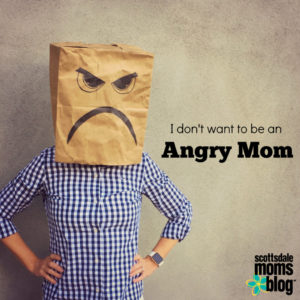 I don't want to be an
Angry Mom
scottsdale
moms
blog